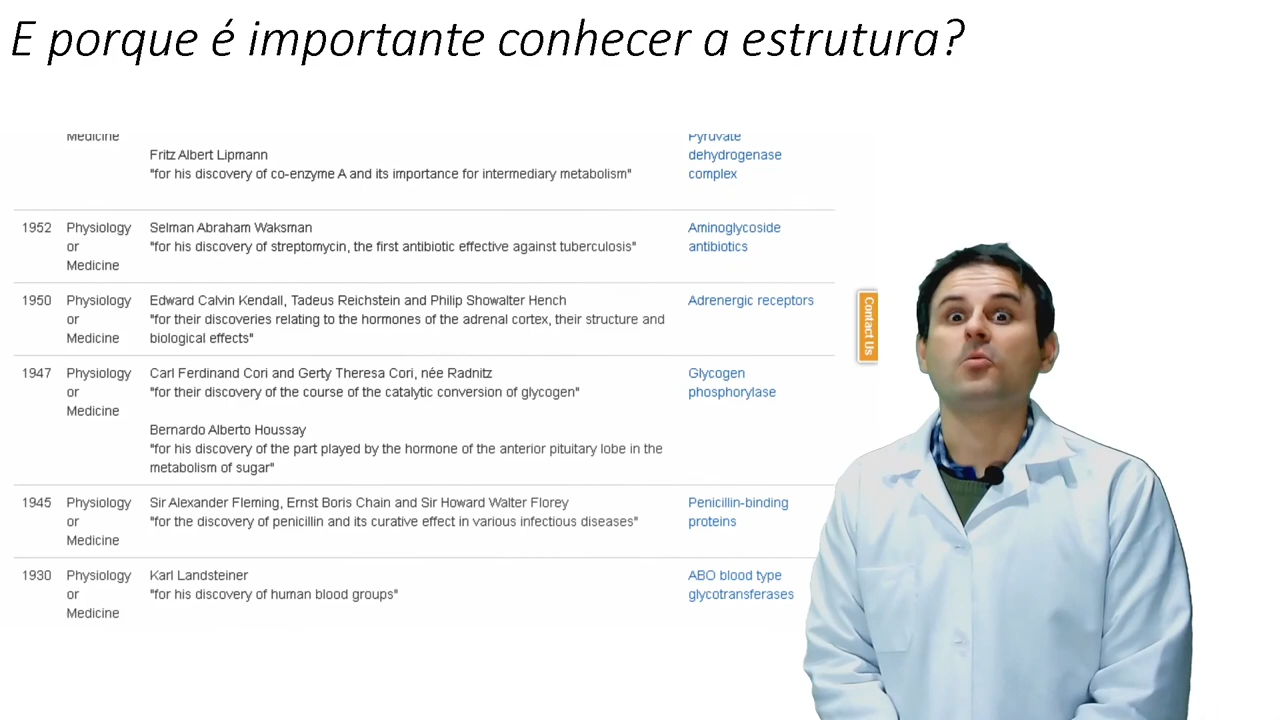 E porque é importante conhecer a estrutura?
Medicine
Pyruvate
Fritz Albert Lipmann
dehydrogenase
"for his discovery of co-enzyme A and its importance for intermediary metabolism"
complex
1952 Physiology Selman Abraham Waksman Aminoglycoside
or "for his discovery of streptomycin, the first antibiotic effective against tuberculosis" antibiotics
Medicine
1950 Physiology Edward Calvin Kendall, Tadeus Reichstein and Philip Showalter Hench Adrenergic receptors
or "for their discoveries relating to the hormones of the adrenal cortex, their structure and
Medicine biological effects"
1947 Physiology Carl Ferdinand Cori and Gerty Theresa Cori, née Radnitz Glycogen
or "for their discovery of the course of the catalytic conversion of glycogen" phosphorylase
Medicine
Bernardo Alberto Houssay
"for his discovery of the part played by the hormone of the anterior pituitary lobe in the
metabolism of sugar"
1945 Physiology Sir Alexander Fleming, Ernst Boris Chain and Sir Howard Walter Florey Penicillin-binding
or "for the discovery of penicillin and its curative effect in various infectious diseases" proteins
Medicine
1930 Physiology Karl Landsteiner ABO blood type
or "for his discovery of human blood groups" glycotransferases
Medicine
Contact Us